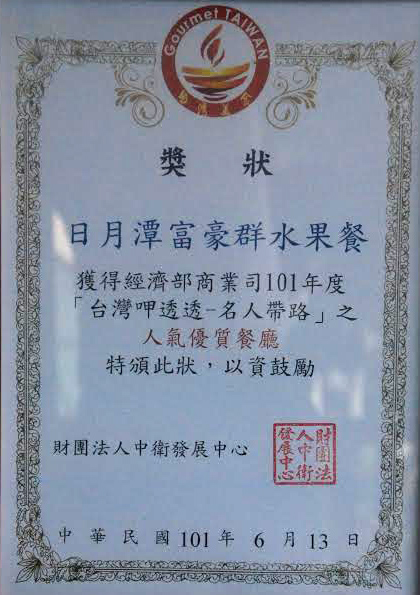 Gourmet TAIWAN
臺灣美食
獎狀
日月潭富豪群水果餐
獲得經濟部商業司101年度
「台灣呷透透-名人帶路」之
人氣優質餐廳
特頒此狀，以資鼓勵
財團法人中衛發展中心
財團法
人中衛
發展中心
中華民國101年6月13日